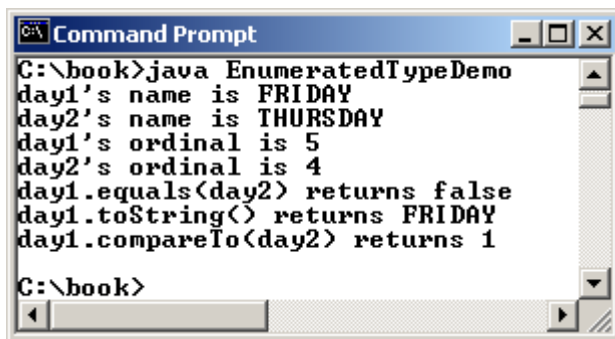 Command Prompt
C:\book>java EnumeratedTypeDemo
day1's name is FRIDAY
day2's name is THURSDAY
day1's ordinal is 5
day2's ordinal is 4
day1.equals(day2) returns false
day1.toString() returns FRIDAY
day1.compareTo(day2) returns 1
C:\book>